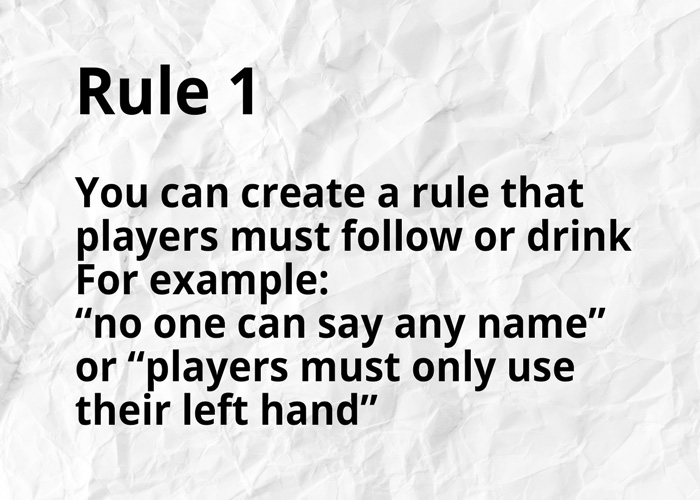 Rule 1
You can create a rule that
players must follow or drink
For example:
“no one can say any name”
or “players must only use
their left hand”